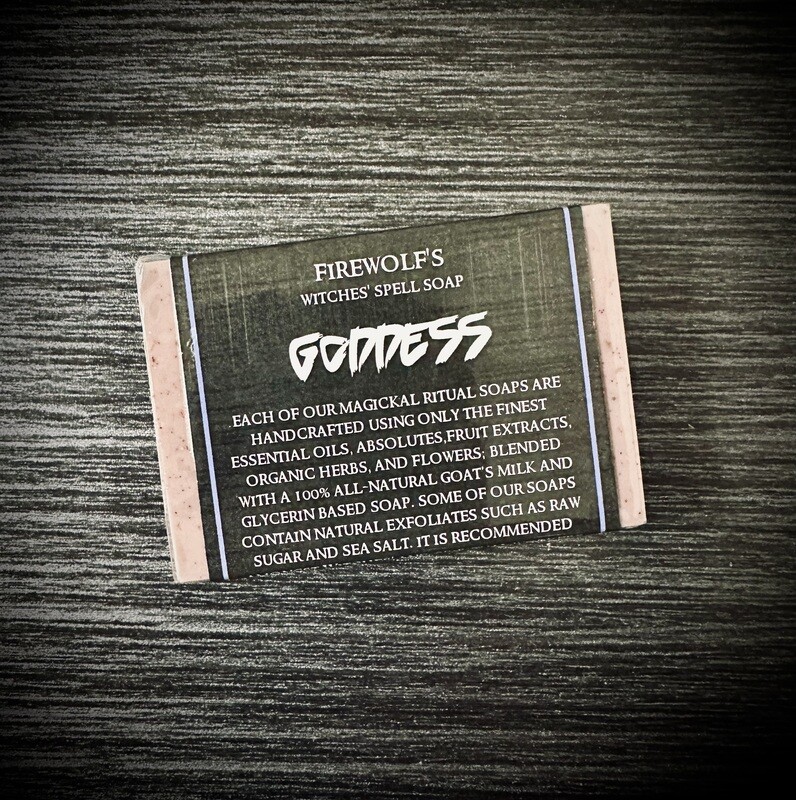 FIREWOLF'S
WITCHES' SPELL SOAP
GODDESS
EACH OF OUR MAGICKAL RITUAL SOAPS ARE
HANDCRAFTED USING ONLY THE FINEST
ESSENTIAL OILS, ABSOLUTES,FRUIT EXTRACTS,
ORGANIC HERBS, AND FLOWERS; BLENDED
WITH A 100% ALL-NATURAL GOAT'S MILK AND
GLYCERIN BASED SOAP. SOME OF OUR SOAPS
CONTAIN NATURAL EXFOLIATES SUCH AS RAW
SUGAR AND SEA SALT. IT IS RECOMMENDED